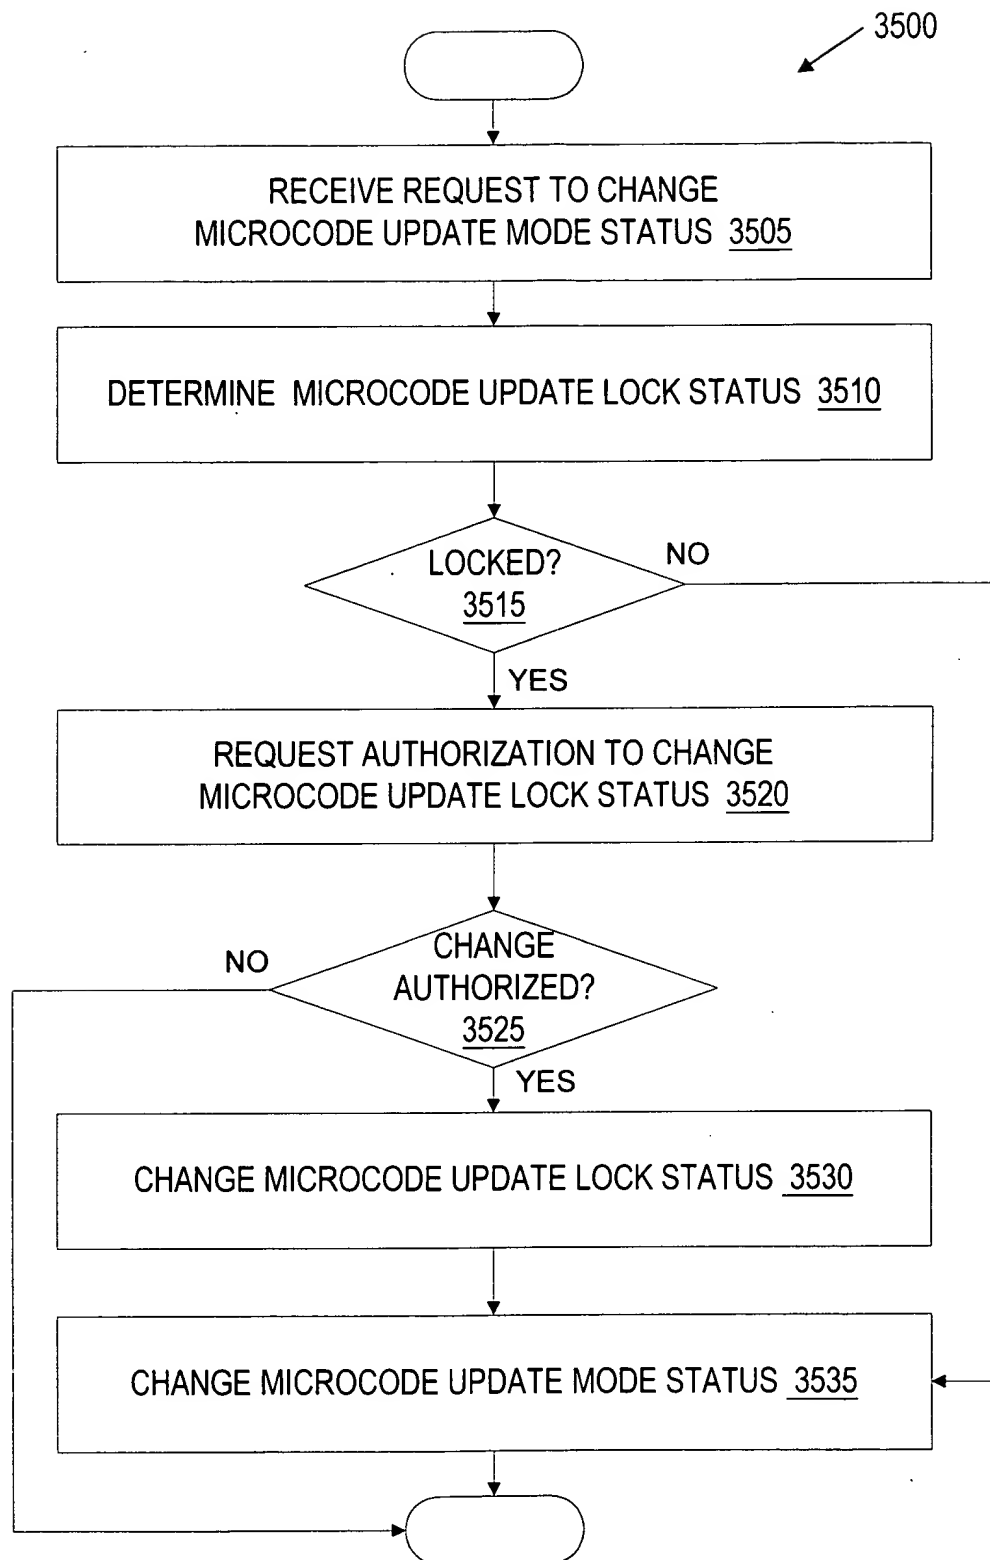 3500
RECEIVE REQUEST TO CHANGE
MICROCODE UPDATE MODE STATUS 3505
DETERMINE MICROCODE UPDATE LOCK STATUS 3510
LOCKED?
3515
NO
YES
REQUEST AUTHORIZATION TO CHANGE
MICROCODE UPDATE LOCK STATUS 3520
NO
CHANGE
AUTHORIZED?
3525
YES
CHANGE MICROCODE UPDATE LOCK STATUS 3530
CHANGE MICROCODE UPDATE MODE STATUS 3535